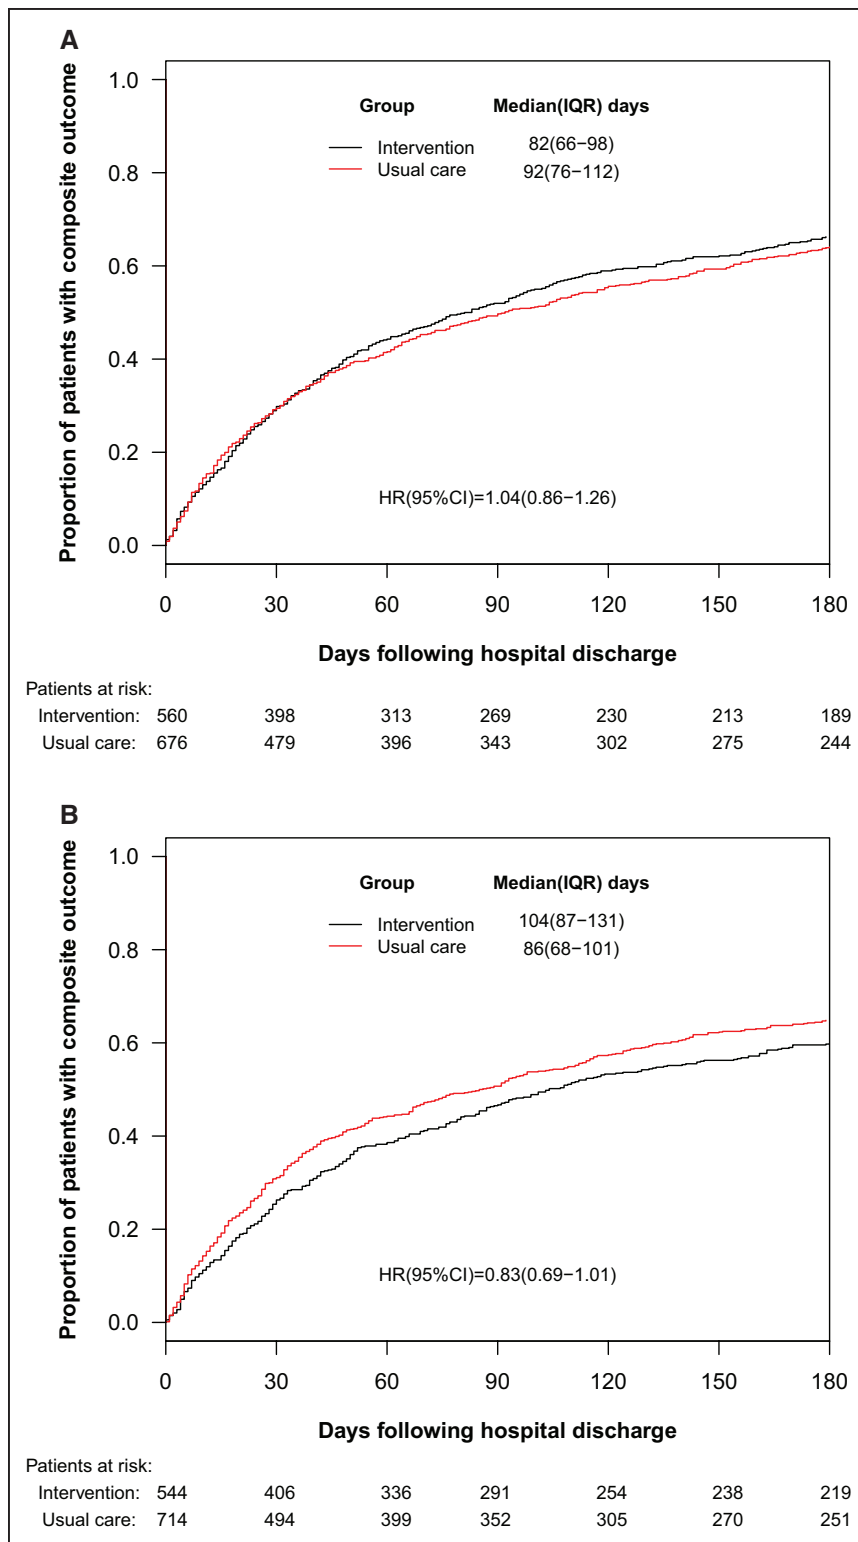 A
Proportion of patients with composite outcome
1.0
0.8
0.6
0.4
0.2
0.0
Group Median(IQR) days
Intervention 82(66−98)
Usual care 92(76−112)
HR(95%CI)=1.04(0.86−1.26)
0 30 60 90 120 150 180
Days following hospital discharge
Patients at risk:
Intervention: 560 398 313 269 230 213 189
Usual care: 676 479 396 343 302 275 244
B
Proportion of patients with composite outcome
1.0
0.8
0.6
0.4
0.2
0.0
Group Median(IQR) days
Intervention 104(87−131)
Usual care 86(68−101)
HR(95%CI)=0.83(0.69−1.01)
0 30 60 90 120 150 180
Days following hospital discharge
Patients at risk:
Intervention: 544 406 336 291 254 238 219
Usual care: 714 494 399 352 305 270 251